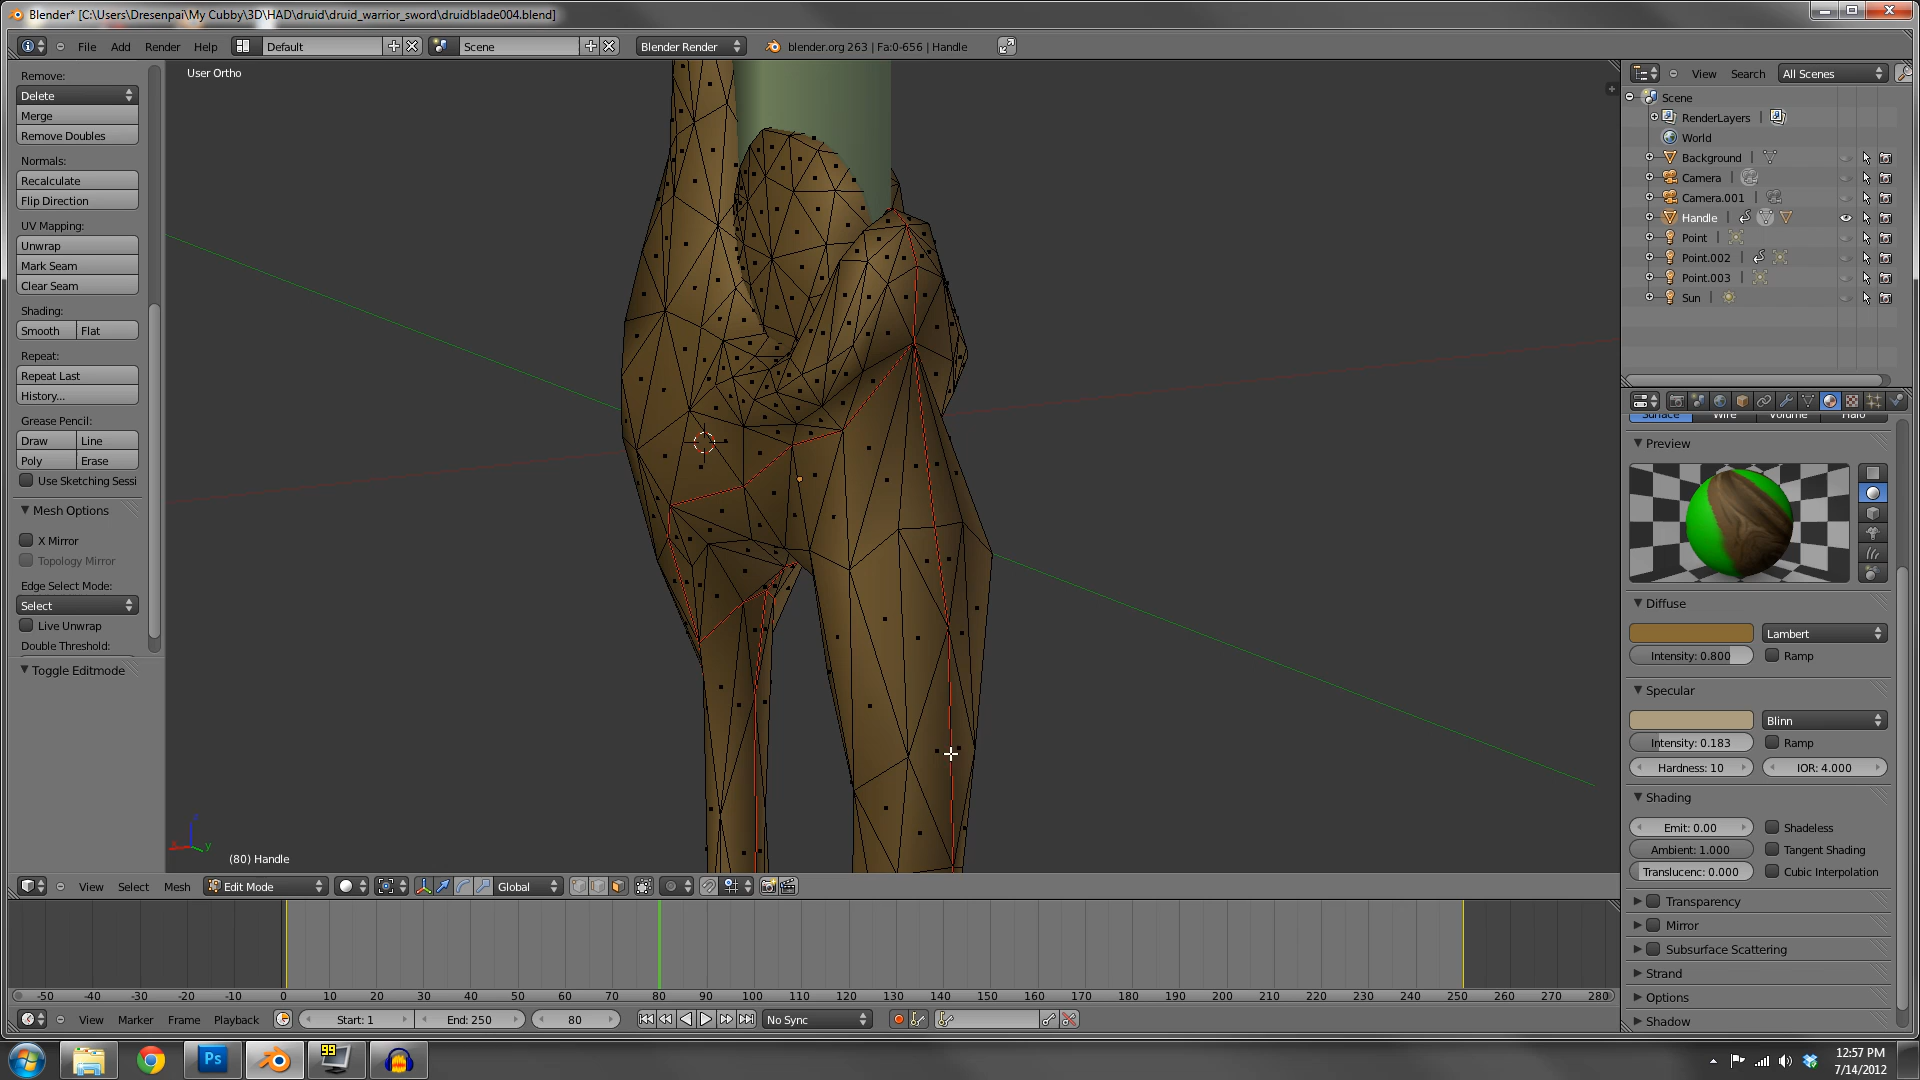 Blender* [C:\Users\Dresenpai\My Cubby\3D\HAD\druid\druid_warrior_sword\druidblade004.blend]
File Add Render Help Default Scene Blender Render blender.org 263 | Fa:0-656 | Handle
User Ortho
Remove:
Delete
Merge
Remove Doubles
Normals:
Recalculate
Flip Direction
UV Mapping:
Unwrap
Mark Seam
Clear Seam
Shading:
Smooth Flat
Repeat:
Repeat Last
History...
Grease Pencil:
Draw Line
Poly Erase
Use Sketching Sessi
Mesh Options
X Mirror
Topology Mirror
Edge Select Mode:
Select
Live Unwrap
Double Threshold:
Toggle Editmode
(80) Handle
View Select Mesh Edit Mode Global
-50 -40 -30 -20 -10 0 10 20 30 40 50 60 70 80 90 100 110 120 130 140 150 160 170 180 190 200 210 220 230 240 250 260 270 280
View Marker Frame Playback Start: 1 End: 250 80 No Sync
View Search All Scenes
Scene
RenderLayers
World
Background
Camera
Camera.001
Handle
Point
Point.002
Point.003
Sun
Surface Wire Volume Halo
Preview
Diffuse
Lambert
Intensity: 0.800 Ramp
Specular
Blinn
Intensity: 0.183 Ramp
Hardness: 10 IOR: 4.000
Shading
Emit: 0.00 Shadeless
Ambient: 1.000 Tangent Shading
Translucenc: 0.000 Cubic Interpolation
Transparency
Mirror
Subsurface Scattering
Strand
Options
Shadow
Ps 99
12:57 PM
7/14/2012